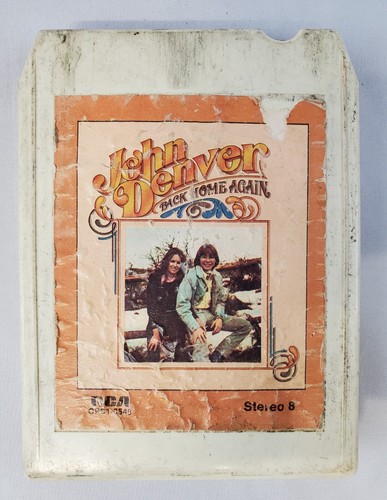 John
Denver
BACK HOME AGAIN
RCA
Stereo 8